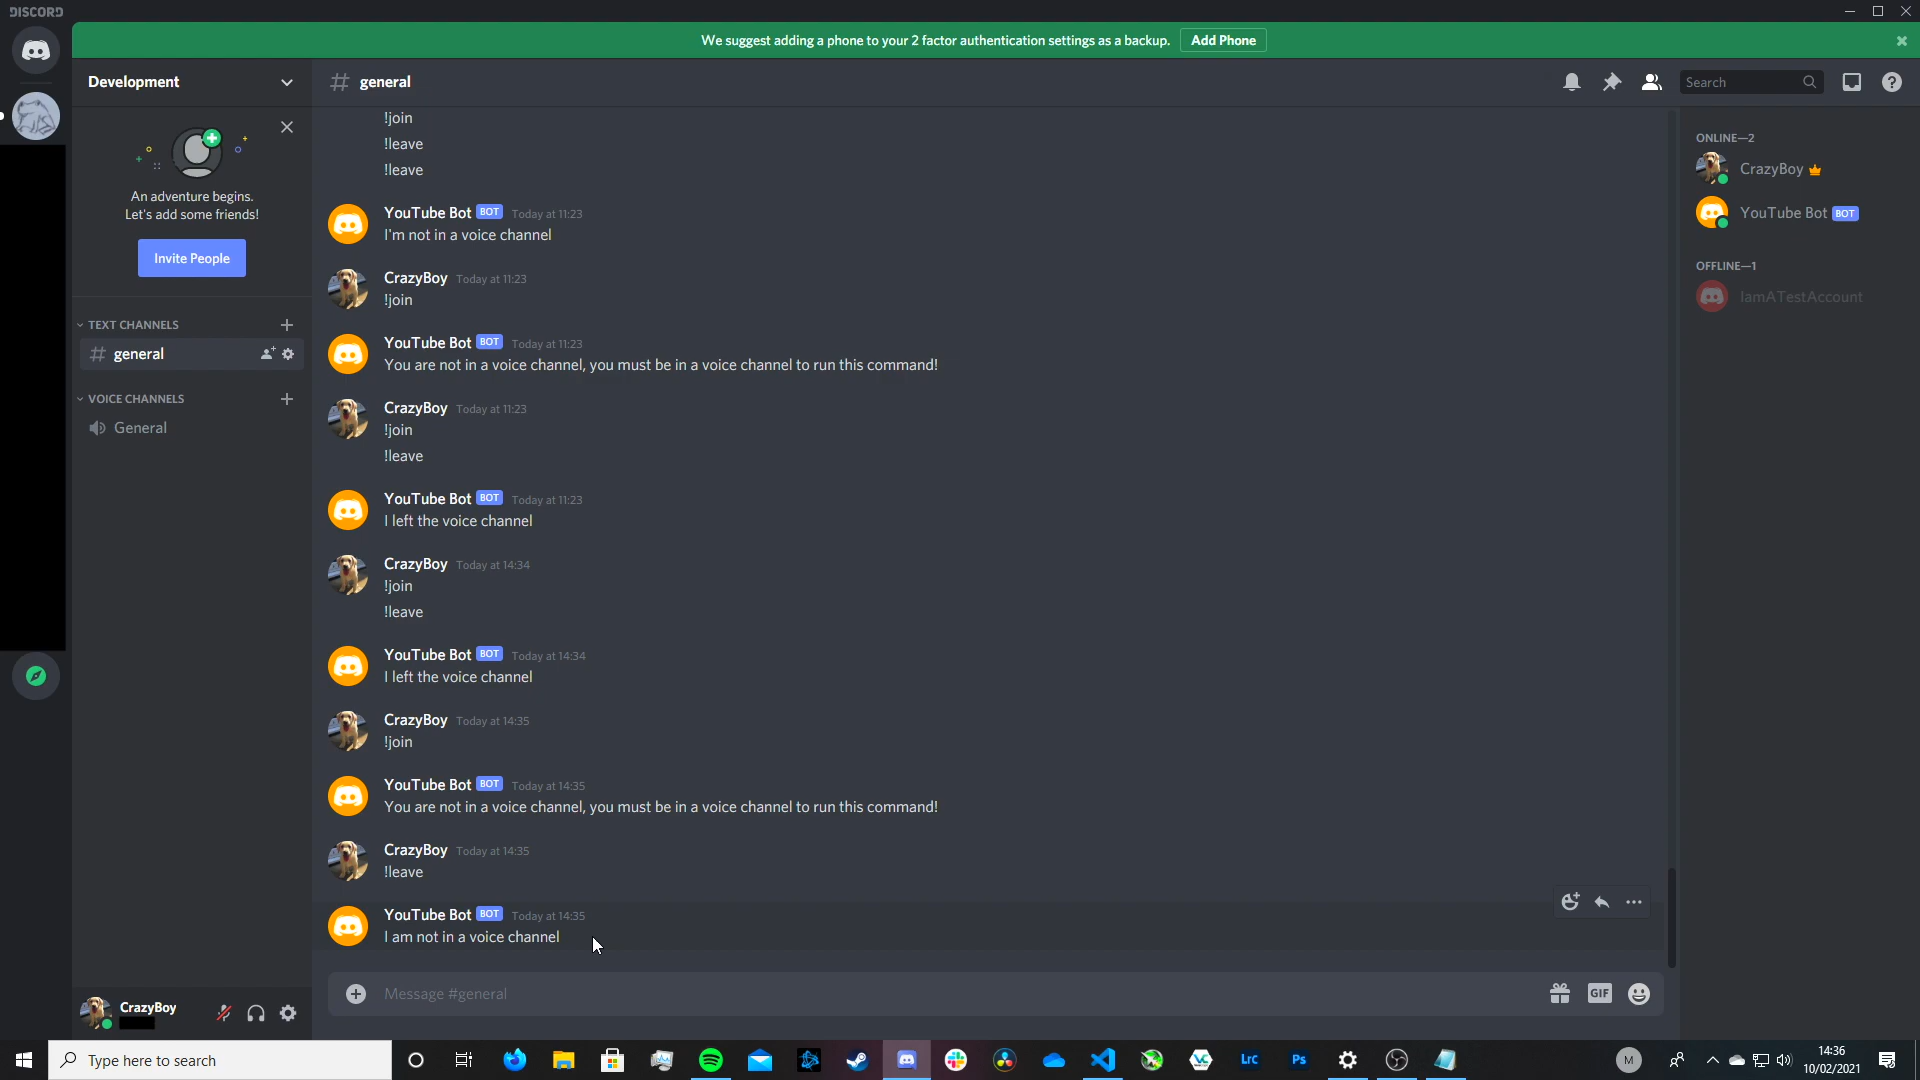 DISCORD
We suggest adding a phone to your 2 factor authentication settings as a backup. Add Phone
Development
general
Search
An adventure begins.
Let's add some friends!
Invite People
TEXT CHANNELS
general
VOICE CHANNELS
General
!join
!leave
!leave
YouTube Bot BOT Today at 11:23
I'm not in a voice channel
CrazyBoy Today at 11:23
!join
YouTube Bot BOT Today at 11:23
You are not in a voice channel, you must be in a voice channel to run this command!
CrazyBoy Today at 11:23
!join
!leave
YouTube Bot BOT Today at 11:23
I left the voice channel
CrazyBoy Today at 14:34
!join
!leave
YouTube Bot BOT Today at 14:34
I left the voice channel
CrazyBoy Today at 14:35
!join
YouTube Bot BOT Today at 14:35
You are not in a voice channel, you must be in a voice channel to run this command!
CrazyBoy Today at 14:35
!leave
YouTube Bot BOT Today at 14:35
I am not in a voice channel
Message #general
GIF
ONLINE—2
CrazyBoy
YouTube Bot BOT
OFFLINE—1
IamATestAccount
CrazyBoy
Type here to search
LrC
Ps
M
14:36
10/02/2021